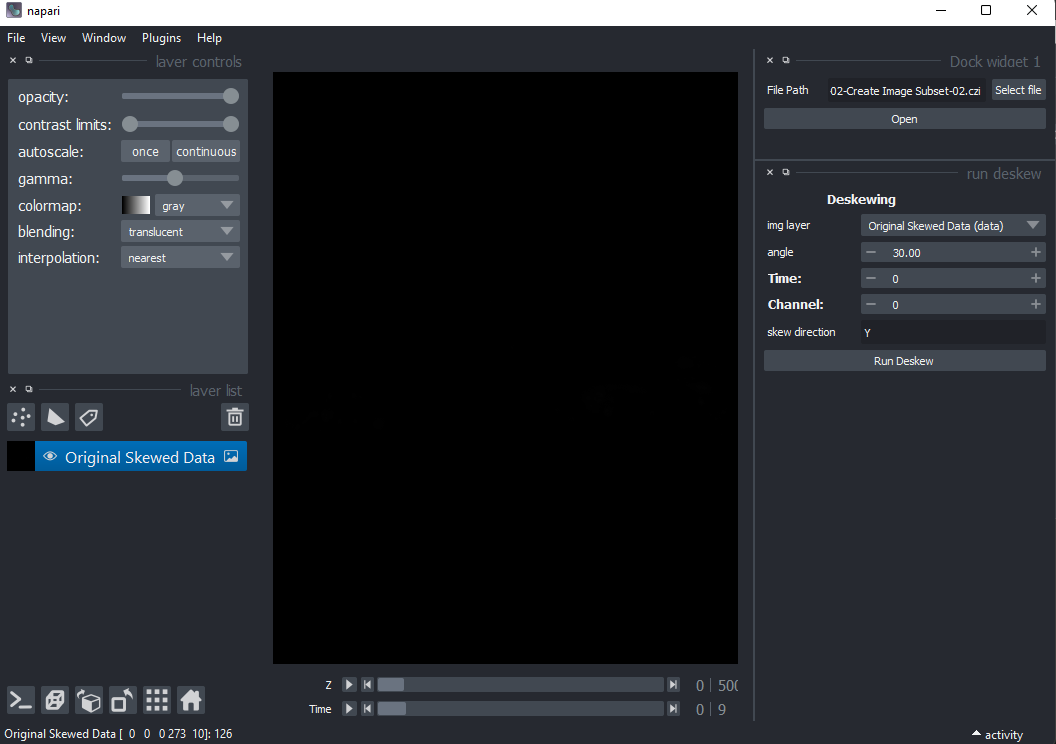 napari
File View Window Plugins Help
layer controls
opacity:
contrast limits:
autoscale: once continuous
gamma:
colormap: gray
blending: translucent
interpolation: nearest
layer list
Original Skewed Data
Z 0 500
Time 0 9
Original Skewed Data [ 0 0 0 273 10]: 126
Dock widget 1
File Path 02-Create Image Subset-02.czi Select file
Open
run deskew
Deskewing
img layer Original Skewed Data (data)
angle 30.00
Time: 0
Channel: 0
skew direction Y
Run Deskew
activity